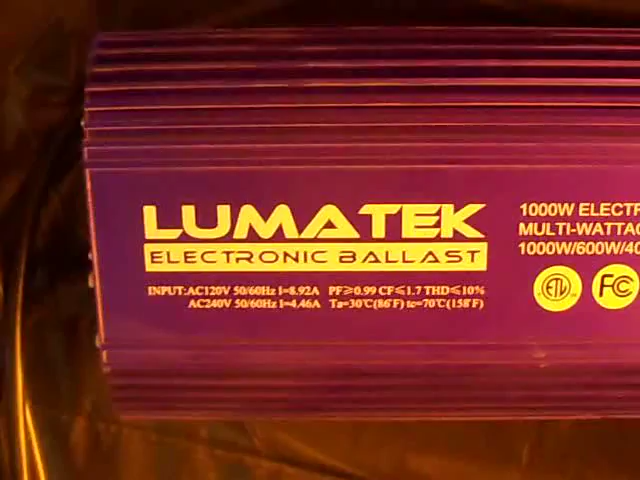 LUMATEK
ELECTRONIC BALLAST
INPUT:AC120V 50/60Hz I=8.92A PF≥0.99 CF≤1.7 THD≤10%
AC240V 50/60Hz I=4.46A Ta=30℃(86℉) tc=70℃(158℉)
1000W ELECTR
MULTI-WATTAG
1000W/600W/40
ETL
FC